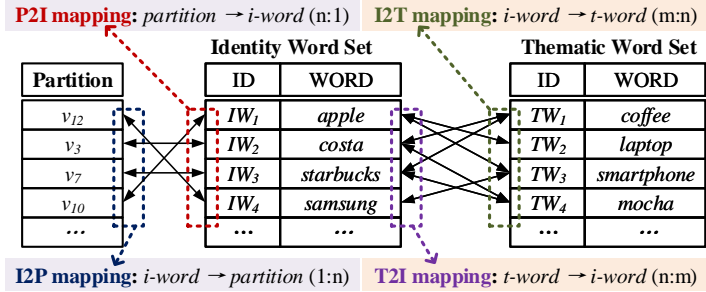 P2I mapping: partition → i-word (n:1) I2T mapping: i-word → t-word (m:n)
Identity Word Set Thematic Word Set
Partition ID WORD ID WORD
v12 IW1 apple TW1 coffee
v3 IW2 costa TW2 laptop
v7 IW3 starbucks TW3 smartphone
v10 IW4 samsung TW4 mocha
... ... ... ... ...
I2P mapping: i-word → partition (1:n) T2I mapping: t-word → i-word (n:m)